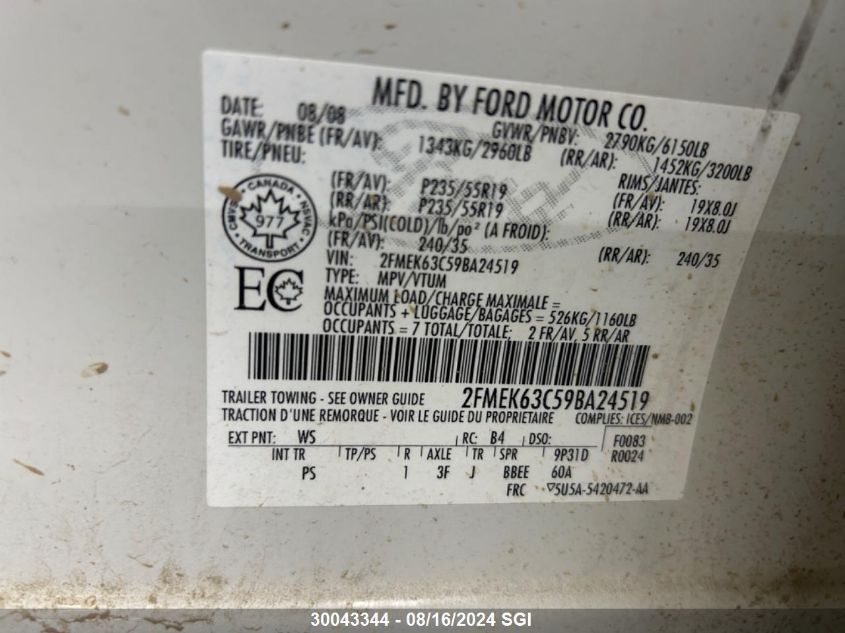 MFD. BY FORD MOTOR CO.
DATE: 08/08 GVWR/PNBV: 2790KG/6150LB
GAWR/PNBE (FR/AV): 1343KG/2960LB (RR/AR): 1452KG/3200LB
TIRE/PNEU: RIMS/JANTES:
(FR/AV): P235/55R19 (FR/AV): 19X8.0J
(RR/AR): P235/55R19 (RR/AR): 19X8.0J
kPa/PSI(COLD)/lb/po² (A FROID):
(FR/AV): 240/35 (RR/AR): 240/35
CANADA
CMVSS NSVAC
977
TRANSPORT
VIN: 2FMEK63C59BA24519
TYPE: MPV/VTUM
EC
MAXIMUM LOAD/CHARGE MAXIMALE =
OCCUPANTS + LUGGAGE/BAGAGES = 526KG/1160LB
OCCUPANTS = 7 TOTAL/TOTALE; 2 FR/AV, 5 RR/AR
TRAILER TOWING - SEE OWNER GUIDE 2FMEK63C59BA24519
TRACTION D'UNE REMORQUE - VOIR LE GUIDE DU PROPRIETAIRE COMPLIES: ICES/NMB-002
EXT PNT: WS RC: B4 DSO: F0083
INT TR TP/PS R AXLE TR SPR 9P31D R0024
PS 1 3F J BBEE 60A
FRC ▽5U5A-5420472-AA
30043344 - 08/16/2024 SGI